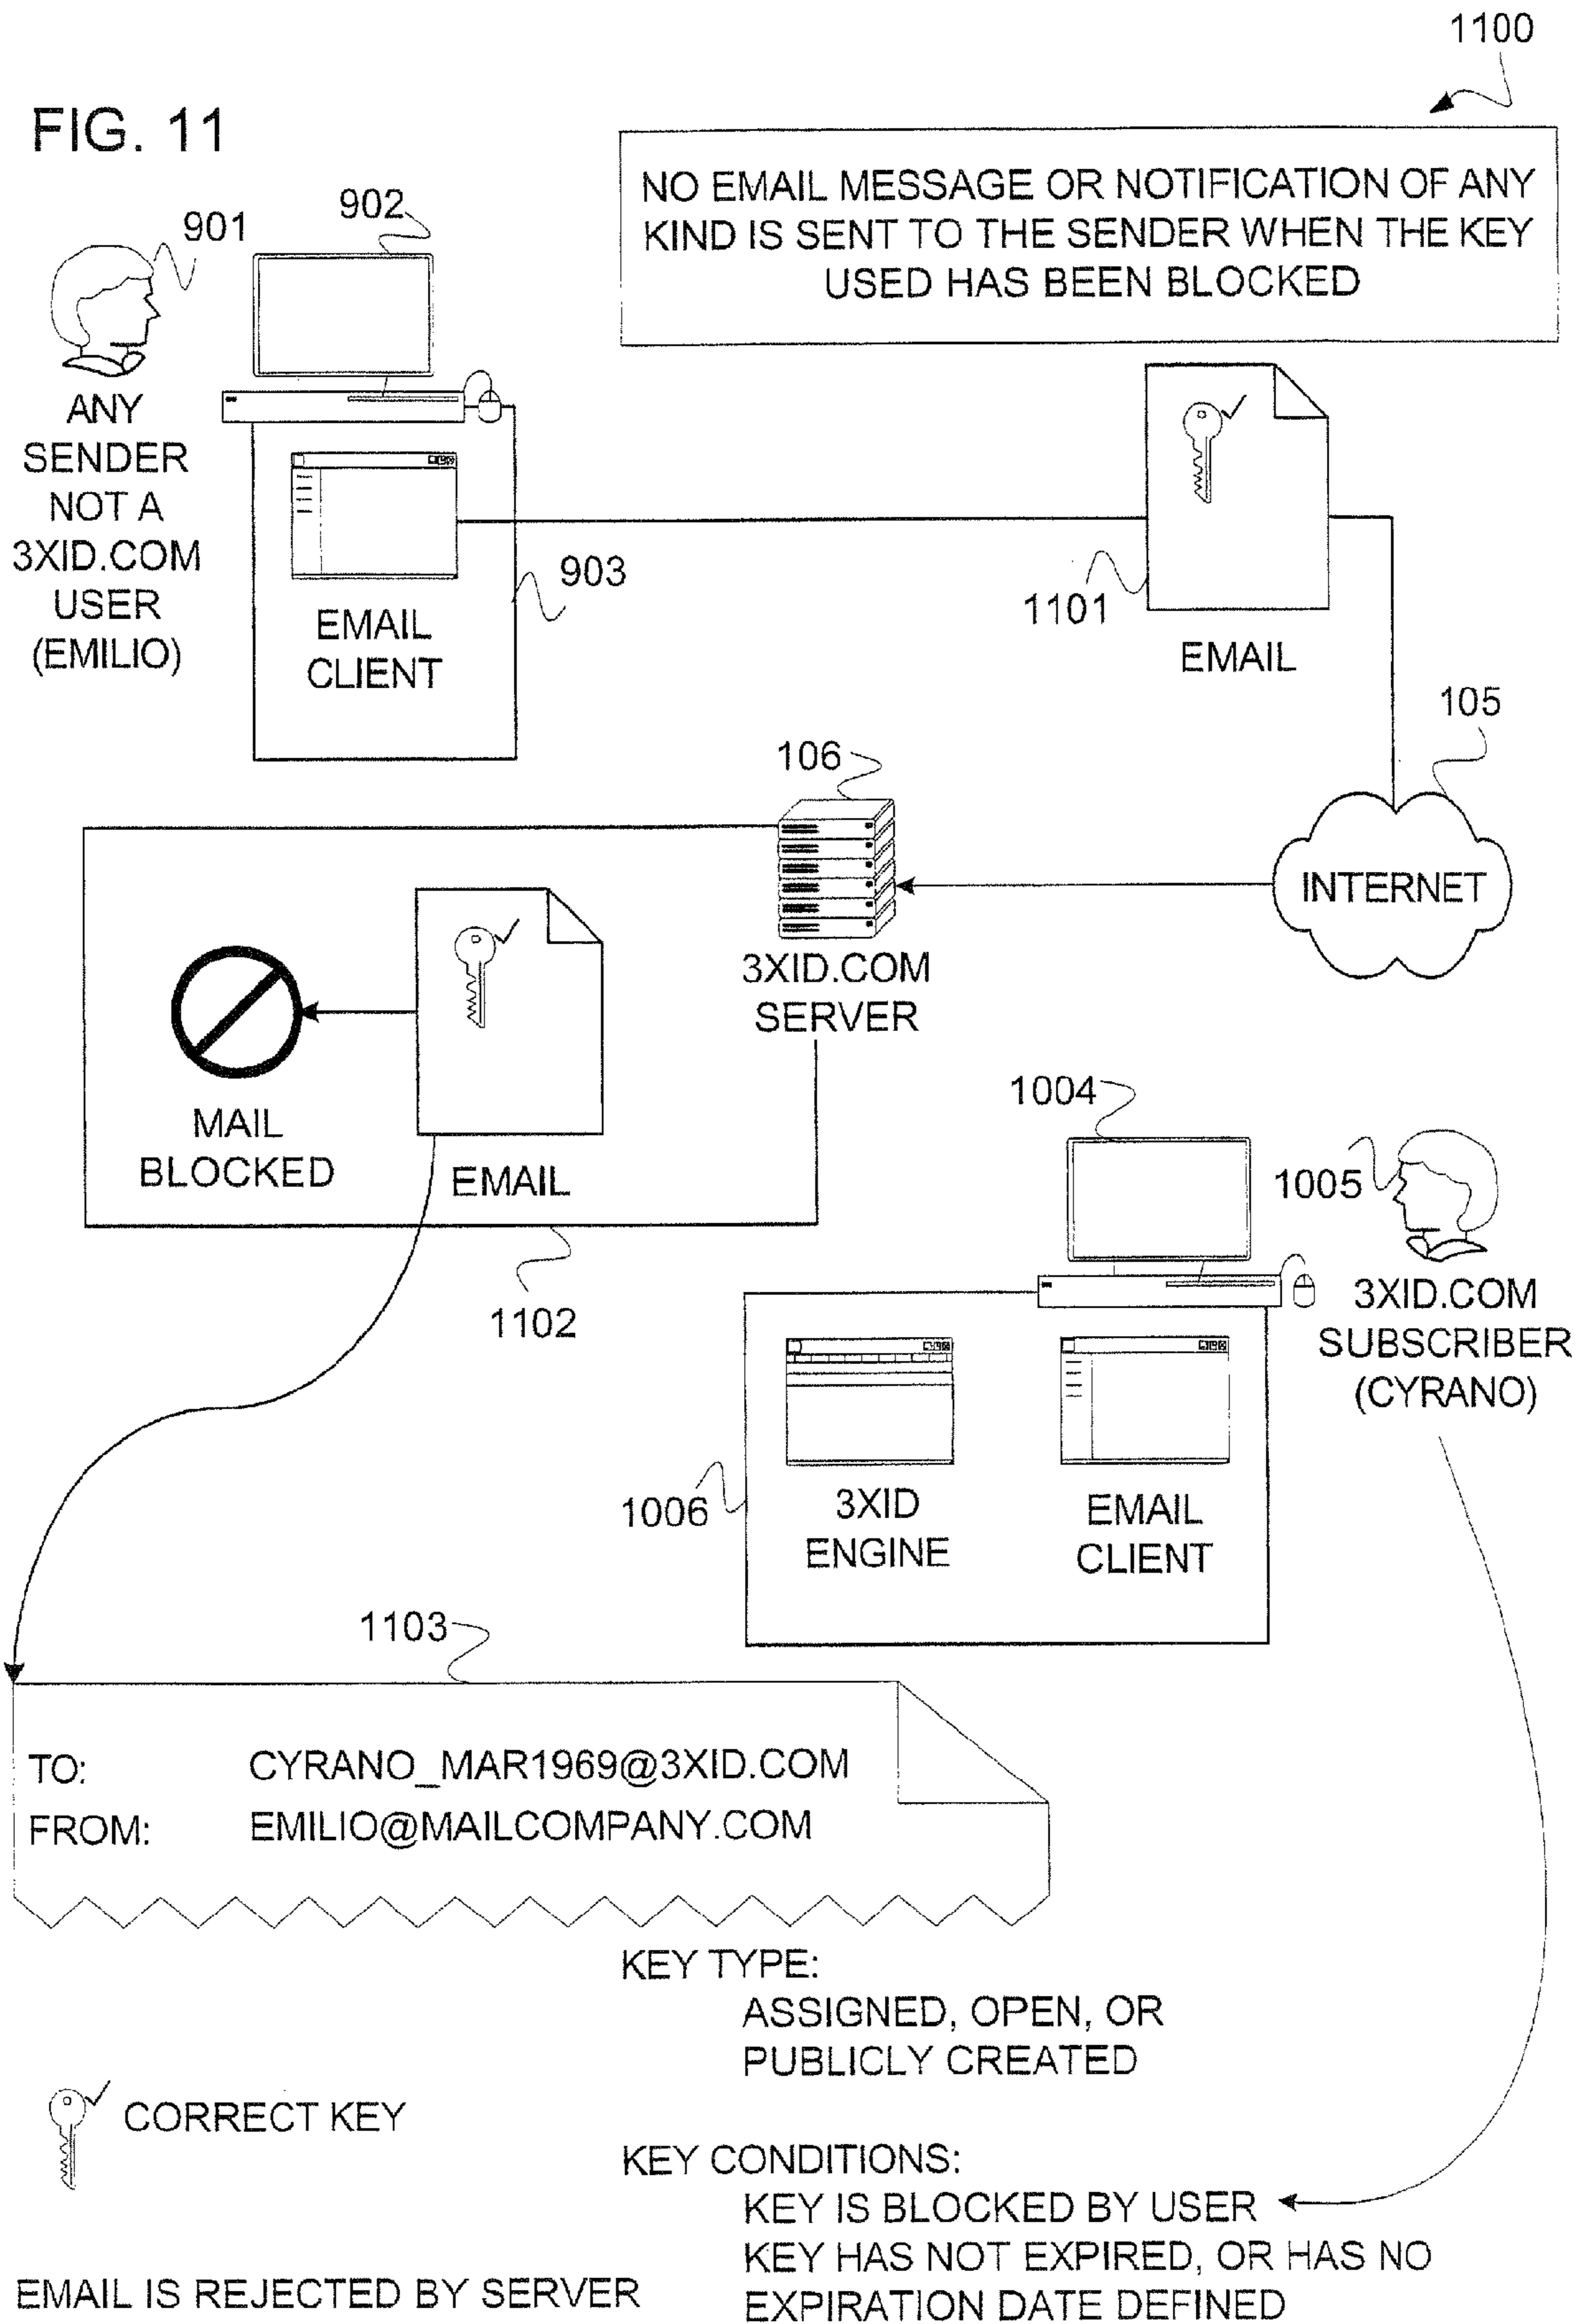 1100
FIG. 11
NO EMAIL MESSAGE OR NOTIFICATION OF ANY
KIND IS SENT TO THE SENDER WHEN THE KEY
USED HAS BEEN BLOCKED
901
902
ANY
SENDER
NOT A
3XID.COM
USER
(EMILIO)
EMAIL
CLIENT
903
1101
EMAIL
105
INTERNET
106
3XID.COM
SERVER
MAIL
BLOCKED
EMAIL
1102
1004
1005
3XID.COM
SUBSCRIBER
(CYRANO)
1006
3XID
ENGINE
EMAIL
CLIENT
1103
TO: CYRANO_MAR1969@3XID.COM
FROM: EMILIO@MAILCOMPANY.COM
KEY TYPE:
ASSIGNED, OPEN, OR
PUBLICLY CREATED
CORRECT KEY
KEY CONDITIONS:
KEY IS BLOCKED BY USER
KEY HAS NOT EXPIRED, OR HAS NO
EXPIRATION DATE DEFINED
EMAIL IS REJECTED BY SERVER